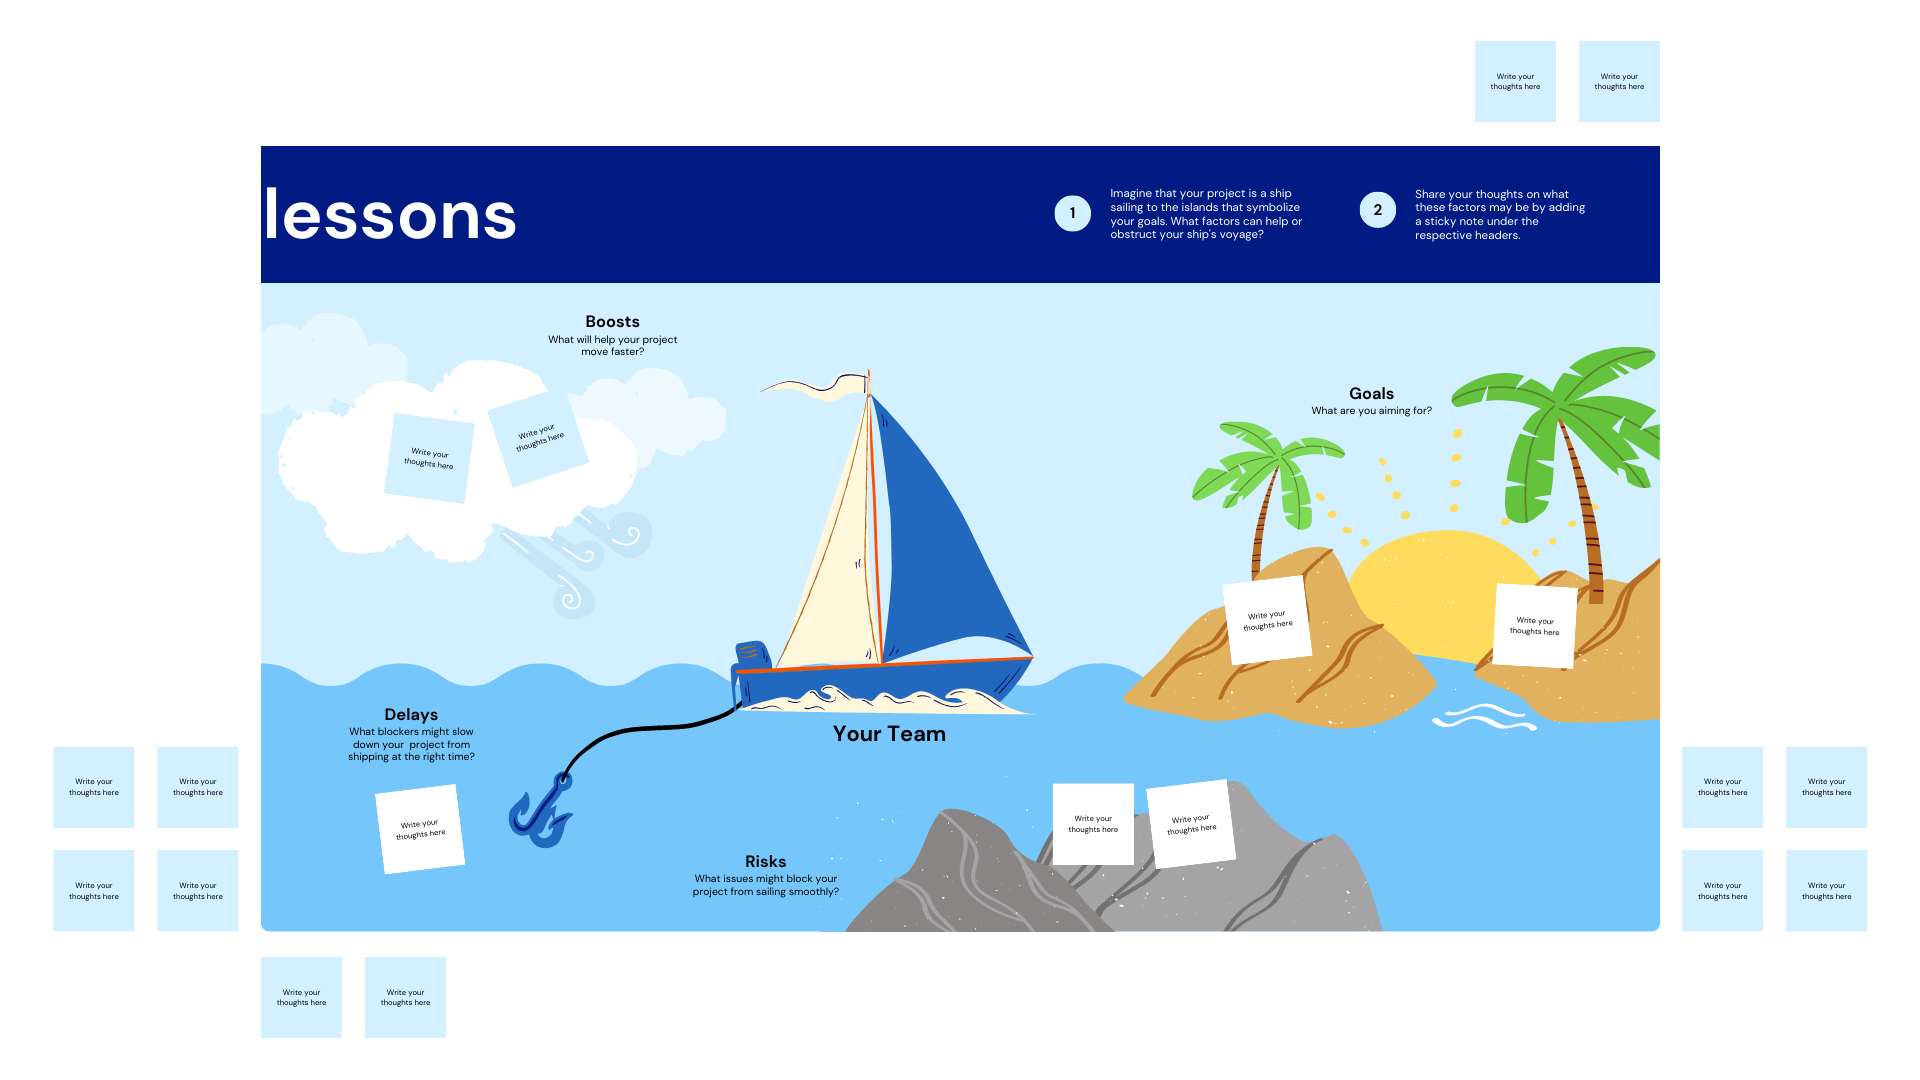 Write your
thoughts here
Write your
thoughts here
lessons
1
Imagine that your project is a ship
sailing to the islands that symbolize
your goals. What factors can help or
obstruct your ship's voyage?
2
Share your thoughts on what
these factors may be by adding
a sticky note under the
respective headers.
Boosts
What will help your project
move faster?
Write your
thoughts here
Write your
thoughts here
Goals
What are you aiming for?
Write your
thoughts here
Write your
thoughts here
Delays
What blockers might slow
down your project from
shipping at the right time?
Write your
thoughts here
Your Team
Risks
What issues might block your
project from sailing smoothly?
Write your
thoughts here
Write your
thoughts here
Write your
thoughts here
Write your
thoughts here
Write your
thoughts here
Write your
thoughts here
Write your
thoughts here
Write your
thoughts here
Write your
thoughts here
Write your
thoughts here
Write your
thoughts here
Write your
thoughts here